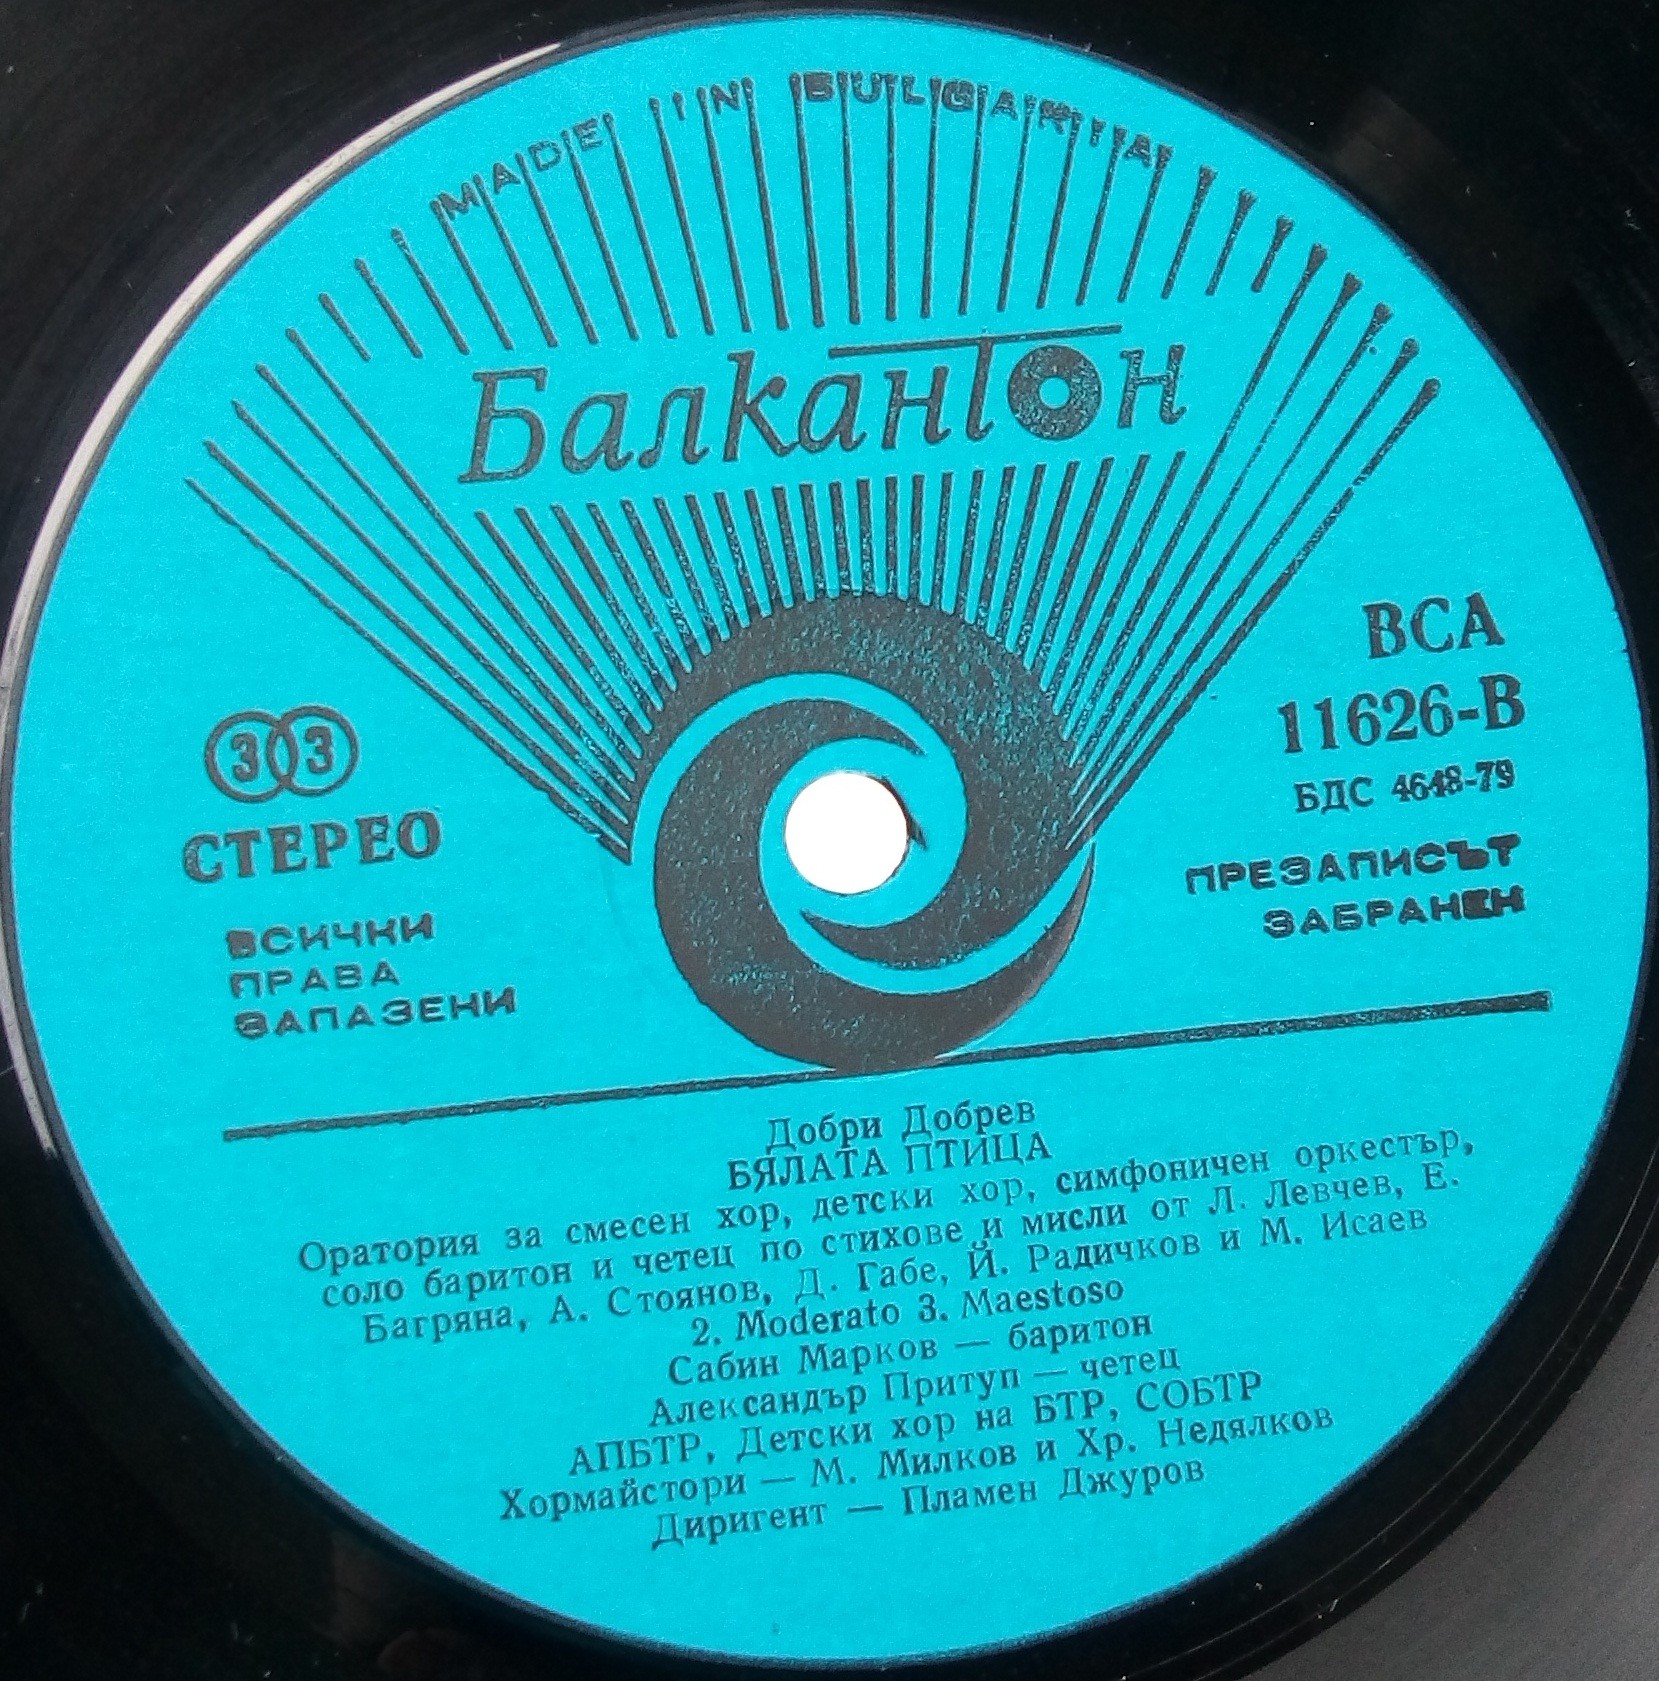 MADE IN BULGARIA
Балкантон
33
СТЕРЕО
ВСИЧКИ
ПРАВА
ЗАПАЗЕНИ
ВСА
11626-В
БДС 4648-79
ПРЕЗАПИСЪТ
ЗАБРАНЕН
Добри Добрев
БЯЛАТА ПТИЦА
Оратория за смесен хор, детски хор, симфоничен оркестър,
соло баритон и четец по стихове и мисли от Л. Левчев, Е.
Багряна, А. Стоянов, Д. Габе, Й. Радичков и М. Исаев
2. Moderato 3. Maestoso
Сабин Марков — баритон
Александър Притуп — четец
АПБТР, Детски хор на БТР, СОБТР
Хормайстори — М. Милков и Хр. Недялков
Диригент — Пламен Джуров